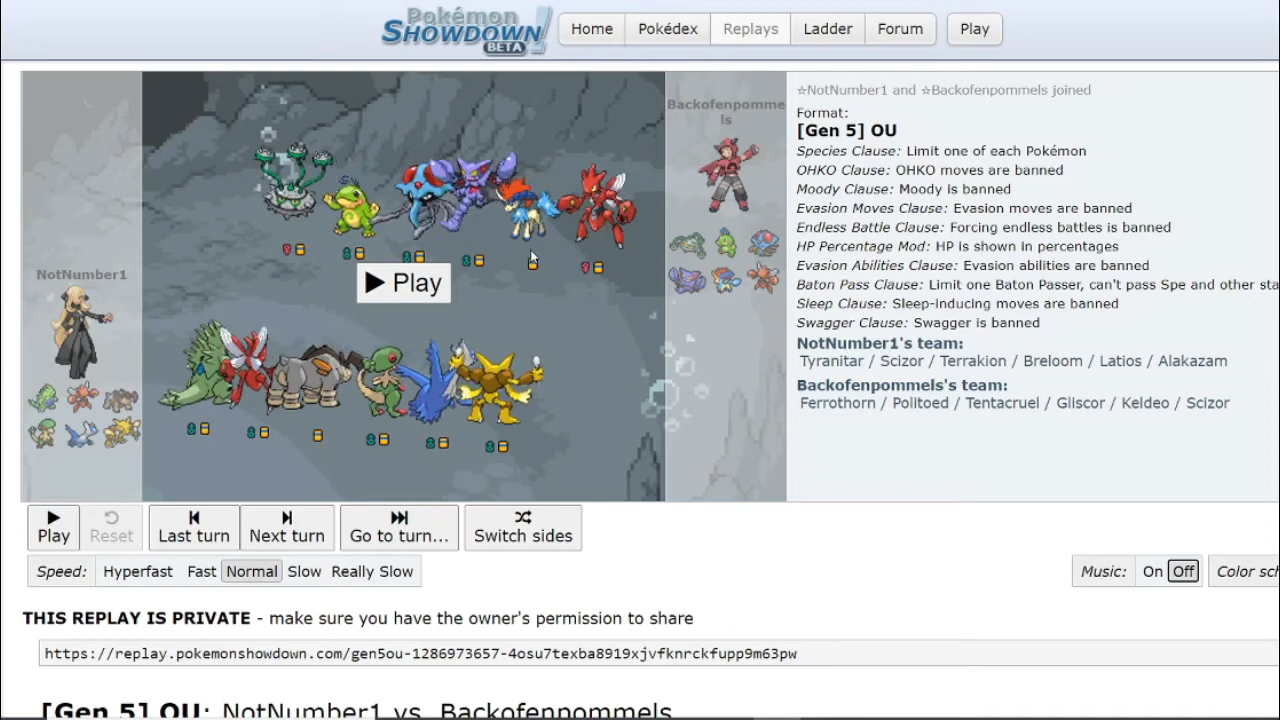 Pokémon
SHOWDOWN!
BETA
Home
Pokédex
Replays
Ladder
Forum
Play
NotNumber1
Backofenpomme
ls
Play
☆NotNumber1 and ☆Backofenpommels joined
Format:
[Gen 5] OU
Species Clause: Limit one of each Pokémon
OHKO Clause: OHKO moves are banned
Moody Clause: Moody is banned
Evasion Moves Clause: Evasion moves are banned
Endless Battle Clause: Forcing endless battles is banned
HP Percentage Mod: HP is shown in percentages
Evasion Abilities Clause: Evasion abilities are banned
Baton Pass Clause: Limit one Baton Passer, can't pass Spe and other sta
Sleep Clause: Sleep-inducing moves are banned
Swagger Clause: Swagger is banned
NotNumber1's team:
Tyranitar / Scizor / Terrakion / Breloom / Latios / Alakazam
Backofenpommels's team:
Ferrothorn / Politoed / Tentacruel / Gliscor / Keldeo / Scizor
Play
Reset
Last turn
Next turn
Go to turn...
Switch sides
Speed:
Hyperfast
Fast
Normal
Slow
Really Slow
Music:
On
Off
Color sch
THIS REPLAY IS PRIVATE - make sure you have the owner's permission to share
https://replay.pokemonshowdown.com/gen5ou-1286973657-4osu7texba8919xjvfknrckfupp9m63pw
[Gen 5] OU: NotNumber1 vs. Backofenpommels